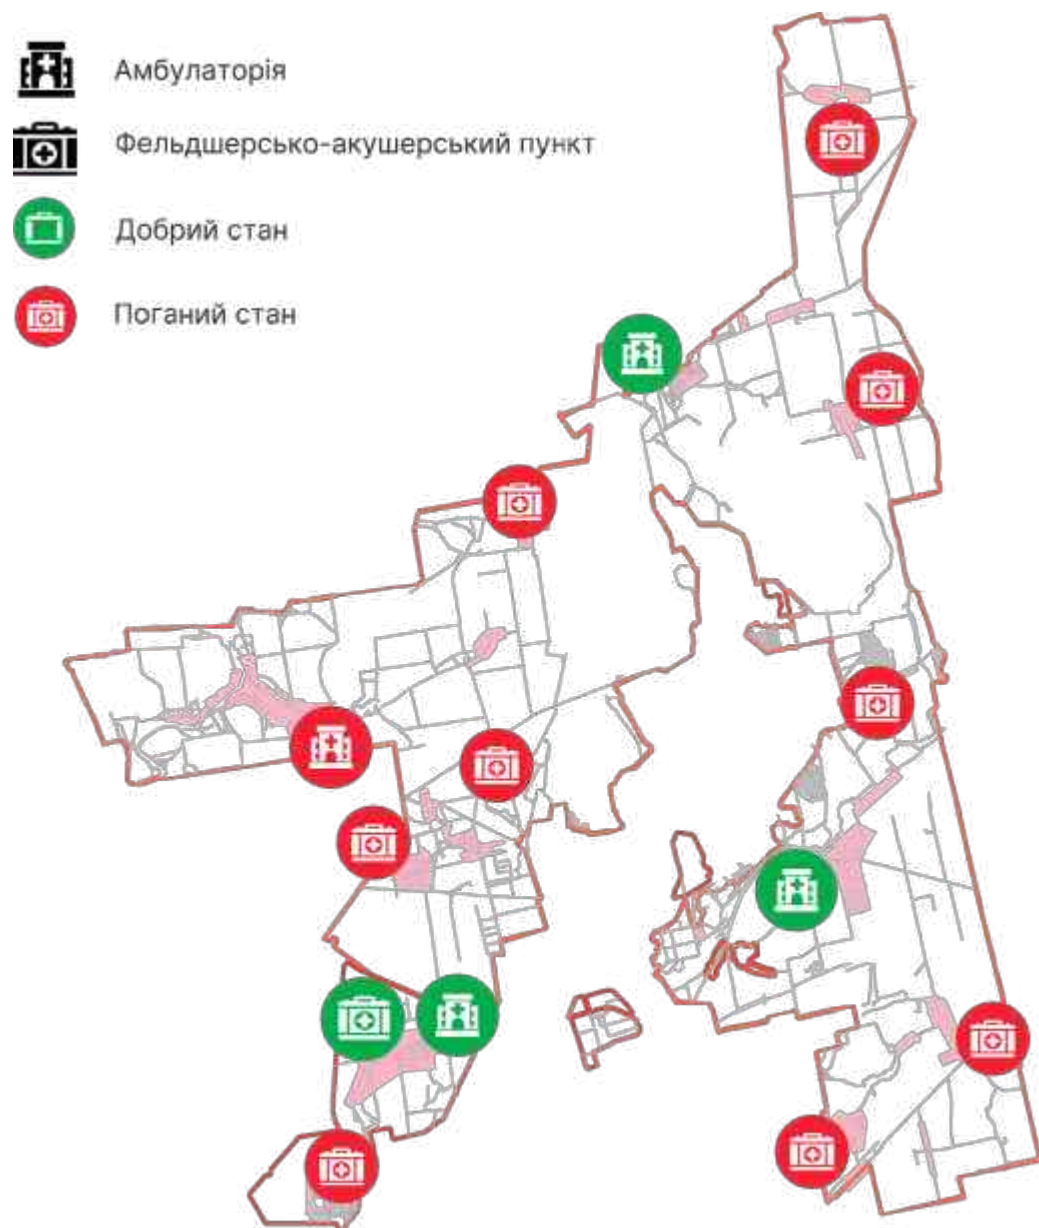 Амбулаторія
Фельдшерсько-акушерський пункт
Добрий стан
Поганий стан